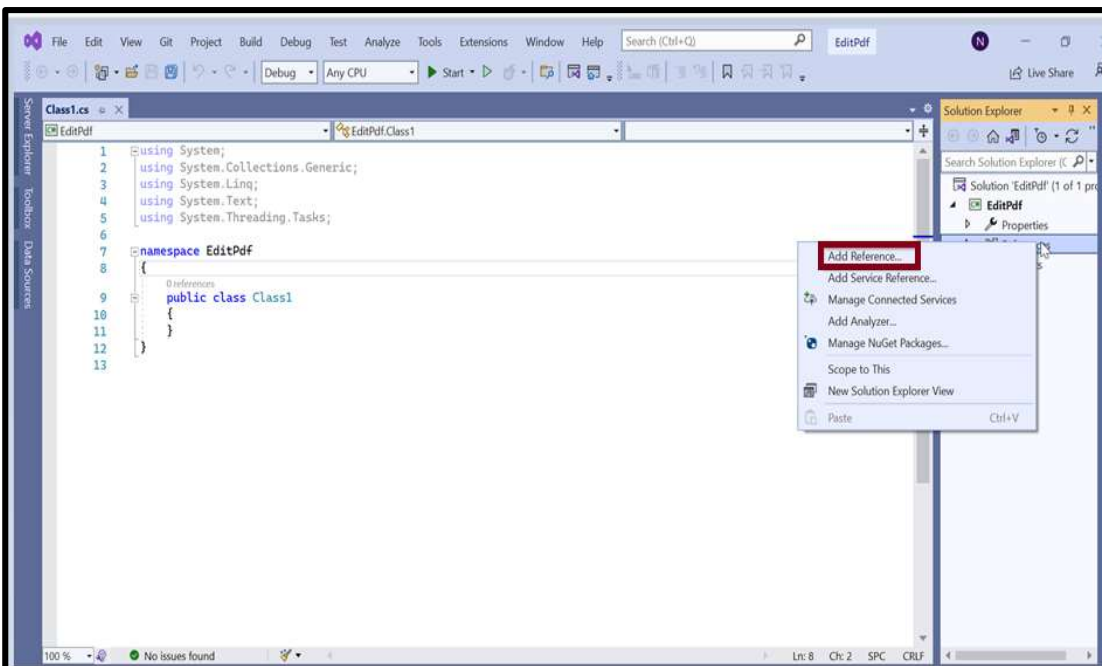 File Edit View Git Project Build Debug Test Analyze Tools Extensions Window Help Search (Ctrl+Q) EditPdf N
Debug Any CPU Start Live Share
Server Explorer
Toolbox
Data Sources
Class1.cs
EditPdf EditPdf.Class1
1 using System;
2 using System.Collections.Generic;
3 using System.Linq;
4 using System.Text;
5 using System.Threading.Tasks;
6
7 namespace EditPdf
8 {
0 references
9 public class Class1
10 {
11 }
12 }
13
Solution Explorer
Search Solution Explorer (C
Solution 'EditPdf' (1 of 1 pro
EditPdf
Properties
Add Reference...
Add Service Reference...
Manage Connected Services
Add Analyzer...
Manage NuGet Packages...
Scope to This
New Solution Explorer View
Paste Ctrl+V
100 % No issues found Ln: 8 Ch: 2 SPC CRLF